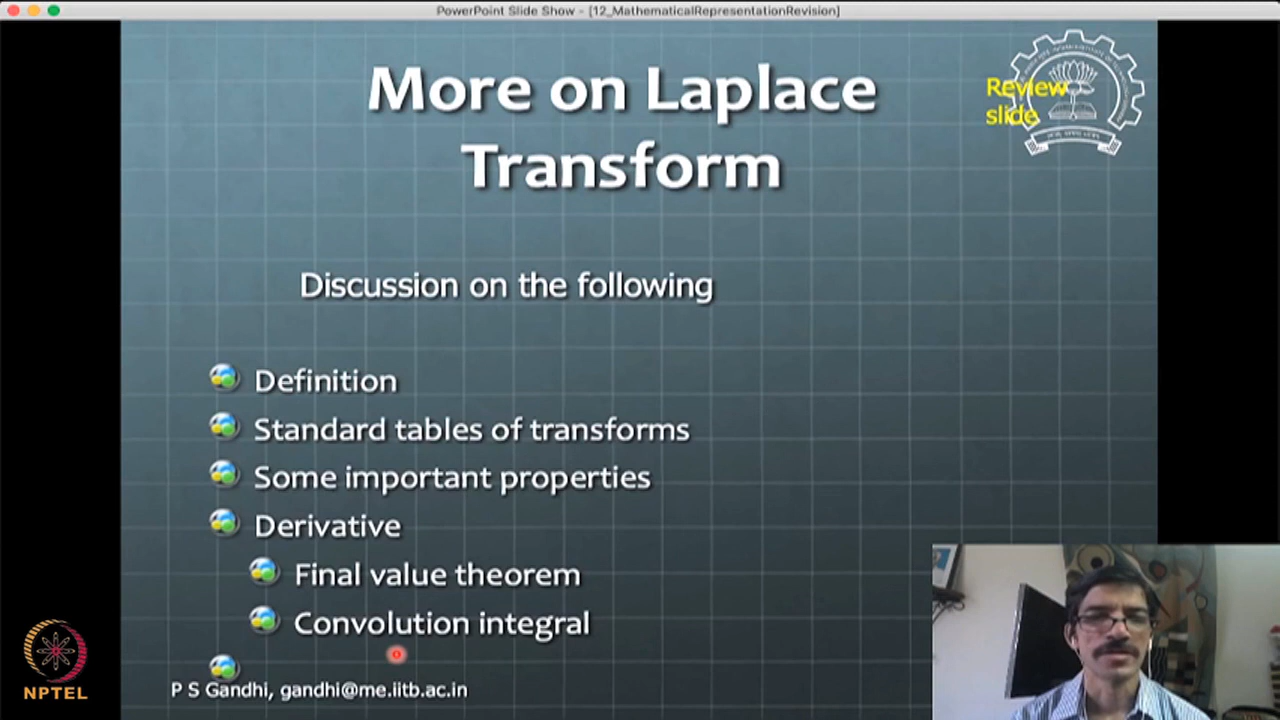 PowerPoint Slide Show - [12_MathematicalRepresentationRevision]
More on Laplace
Transform
Review
slide
Discussion on the following
Definition
Standard tables of transforms
Some important properties
Derivative
Final value theorem
Convolution integral
P S Gandhi, gandhi@me.iitb.ac.in
NPTEL